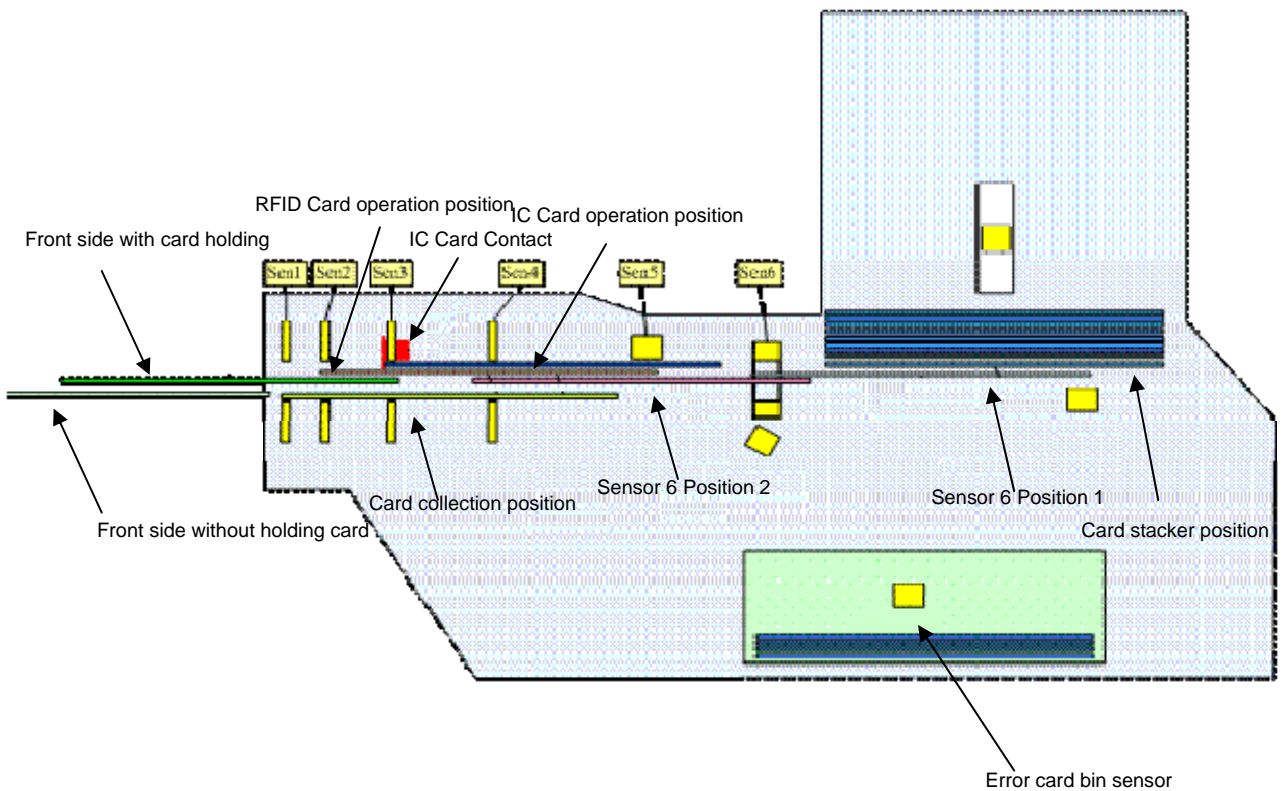 RFID Card operation position
IC Card operation position
Front side with card holding
IC Card Contact
Sen1
Sen2
Sen3
Sen4
Sen5
Sen6
Sensor 6 Position 2
Sensor 6 Position 1
Card collection position
Front side without holding card
Card stacker position
Error card bin sensor